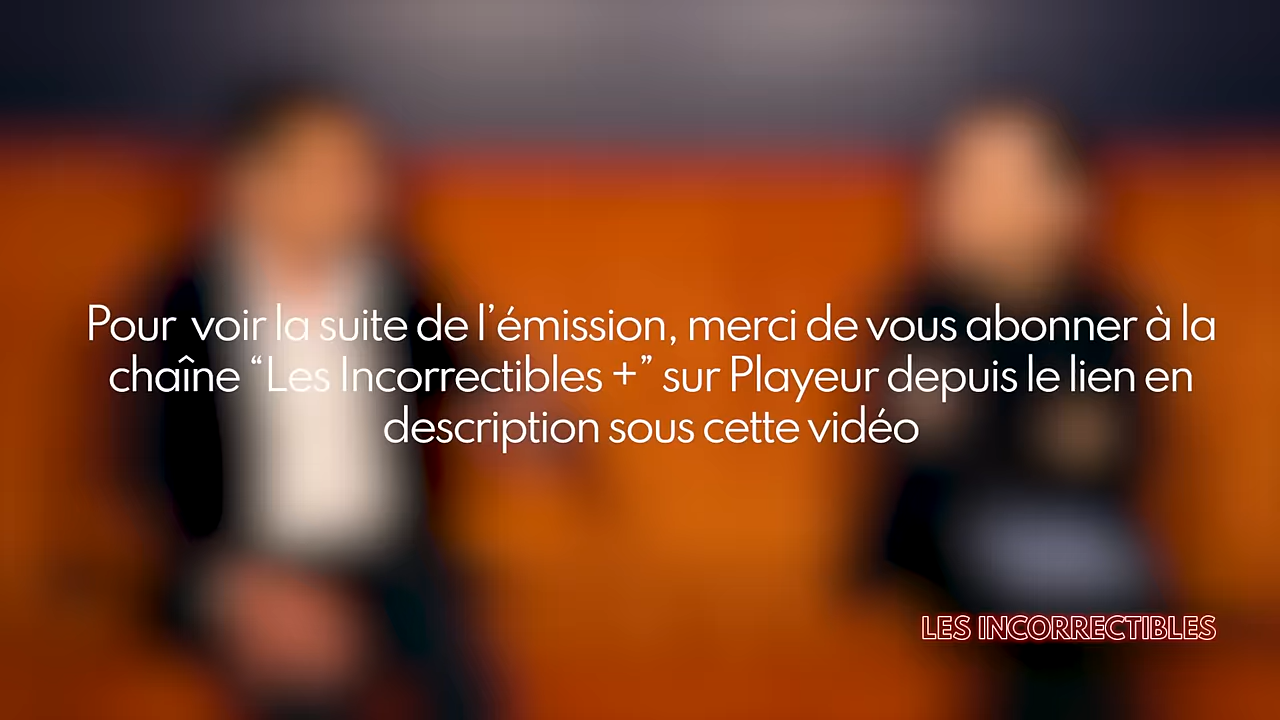 Pour voir la suite de l’émission, merci de vous abonner à la
chaîne “Les Incorrectibles +” sur Playeur depuis le lien en
description sous cette vidéo
LES INCORRECTIBLES